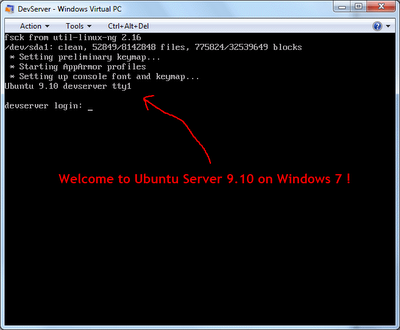 DevServer - Windows Virtual PC
Action Tools Ctrl+Alt+Del
fsck from util-linux-ng 2.16
/dev/sda1: clean, 52849/8142848 files, 775824/32539649 blocks
* Setting preliminary keymap...
* Starting AppArmor profiles
* Setting up console font and keymap...
Ubuntu 9.10 devserver tty1
devserver login: _
Welcome to Ubuntu Server 9.10 on Windows 7 !